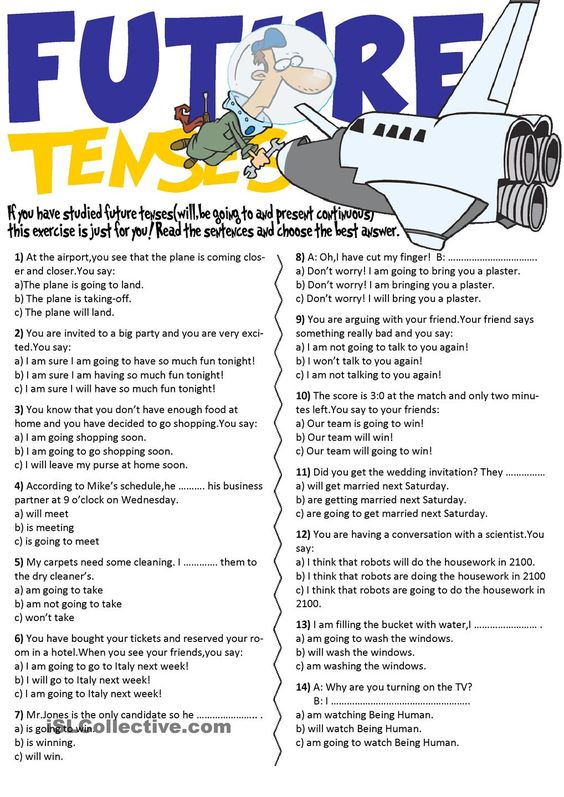 FUTURE
TENSES
If you have studied future tenses(will,be going to and present continuous)
this exercise is just for you! Read the sentences and choose the best answer.
1) At the airport,you see that the plane is coming clos-
er and closer.You say:
a)The plane is going to land.
b) The plane is taking-off.
c) The plane will land.
2) You are invited to a big party and you are very exci-
ted.You say:
a) I am sure I am going to have so much fun tonight!
b) I am sure I am having so much fun tonight!
c) I am sure I will have so much fun tonight!
3) You know that you don't have enough food at
home and you have decided to go shopping.You say:
a) I am going shopping soon.
b) I am going to go shopping soon.
c) I will leave my purse at home soon.
4) According to Mike's schedule,he .......... his business
partner at 9 o'clock on Wednesday.
a) will meet
b) is meeting
c) is going to meet
5) My carpets need some cleaning. I ............. them to
the dry cleaner's.
a) am going to take
b) am not going to take
c) won't take
6) You have bought your tickets and reserved your ro-
om in a hotel.When you see your friends,you say:
a) I am going to go to Italy next week!
b) I will go to Italy next week!
c) I am going to Italy next week!
7) Mr.Jones is the only candidate so he ...................... .
a) is going to win.
b) is winning.
c) will win.
iSLCollective.com
8) A: Oh,I have cut my finger!  B: .................................
a) Don't worry! I am going to bring you a plaster.
b) Don't worry! I am bringing you a plaster.
c) Don't worry! I will bring you a plaster.
9) You are arguing with your friend.Your friend says
something really bad and you say:
a) I am not going to talk to you again!
b) I won't talk to you again!
c) I am not talking to you again!
10) The score is 3:0 at the match and only two minu-
tes left.You say to your friends:
a) Our team is going to win!
b) Our team will win!
c) Our team will going to win!
11) Did you get the wedding invitation? They ...............
a) will get married next Saturday.
b) are getting married next Saturday.
c) are going to get married next Saturday.
12) You are having a conversation with a scientist.You
say:
a) I think that robots will do the housework in 2100.
b) I think that robots are doing the housework in 2100
c) I think that robots are going to do the housework in
2100.
13) I am filling the bucket with water,I ....................... .
a) am going to wash the windows.
b) will wash the windows.
c) am washing the windows.
14) A: Why are you turning on the TV?
B: I ...................................................
a) am watching Being Human.
b) will watch Being Human.
c) am going to watch Being Human.